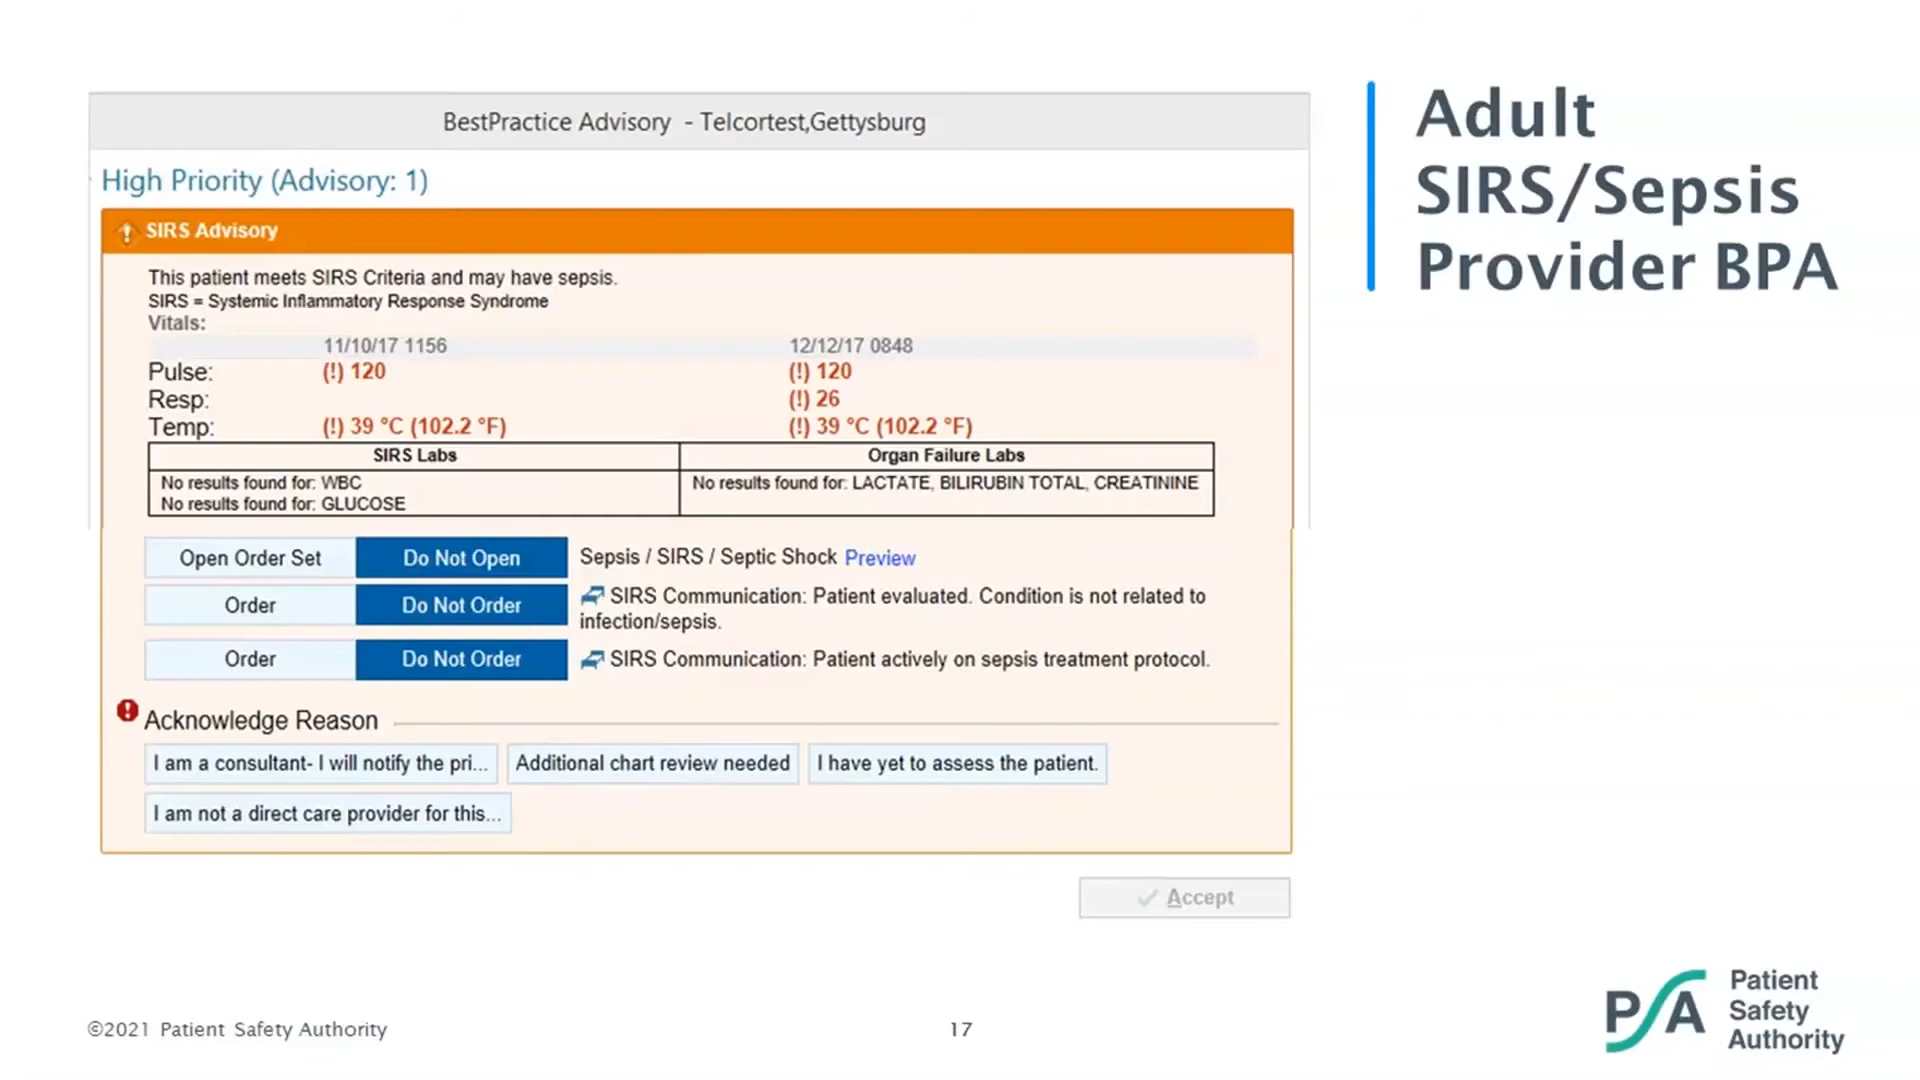 BestPractice Advisory - Telcortest,Gettysburg
Adult
SIRS/Sepsis
Provider BPA
High Priority (Advisory: 1)
SIRS Advisory
This patient meets SIRS Criteria and may have sepsis.
SIRS = Systemic Inflammatory Response Syndrome
Vitals:
11/10/17 1156 12/12/17 0848
Pulse: (!) 120 (!) 120
Resp: (!) 26
Temp: (!) 39 °C (102.2 °F) (!) 39 °C (102.2 °F)
SIRS Labs Organ Failure Labs
No results found for: WBC No results found for: LACTATE, BILIRUBIN TOTAL, CREATININE
No results found for: GLUCOSE
Open Order Set Do Not Open Sepsis / SIRS / Septic Shock Preview
Order Do Not Order SIRS Communication: Patient evaluated. Condition is not related to
infection/sepsis.
Order Do Not Order SIRS Communication: Patient actively on sepsis treatment protocol.
Acknowledge Reason
I am a consultant- I will notify the pri... Additional chart review needed I have yet to assess the patient.
I am not a direct care provider for this...
Accept
©2021 Patient Safety Authority
17
PSA
Patient
Safety
Authority